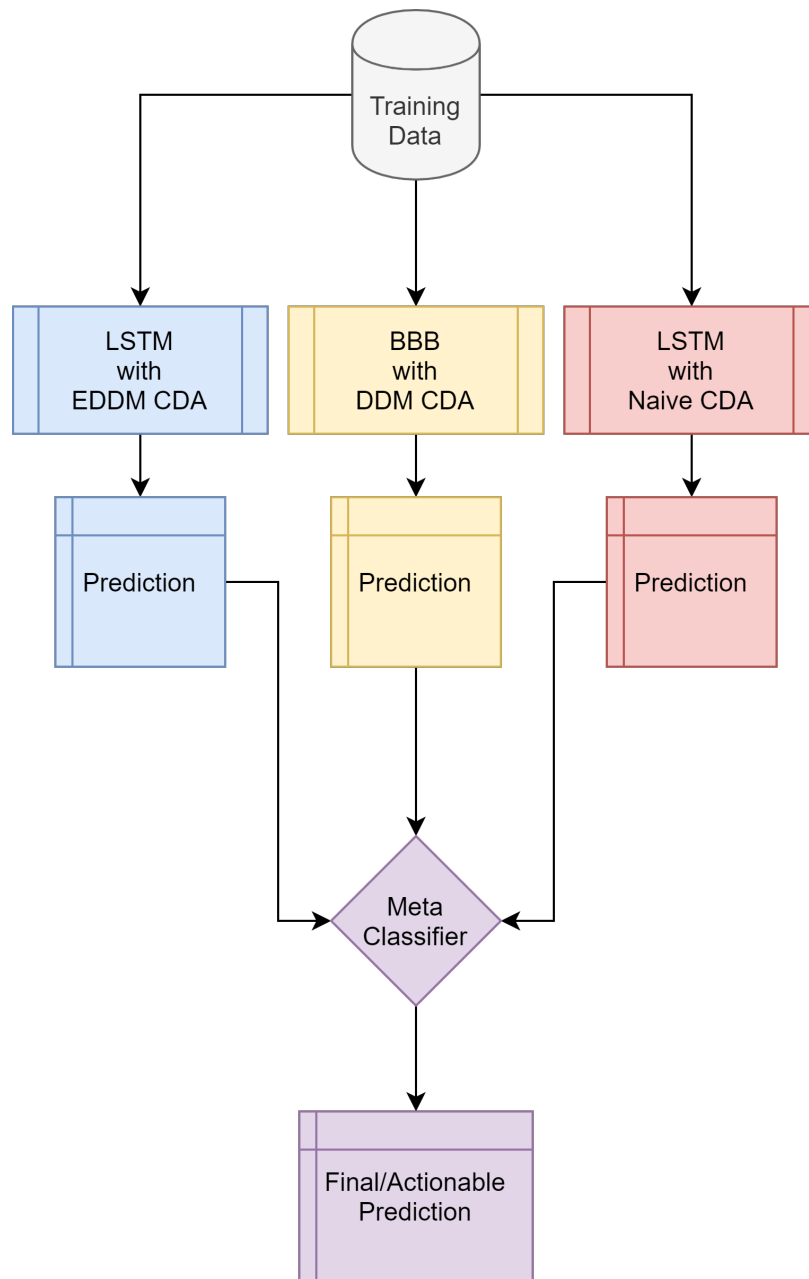 Training
Data
LSTM
with
EDDM CDA
BBB
with
DDM CDA
LSTM
with
Naive CDA
Prediction
Prediction
Prediction
Meta
Classifier
Final/Actionable
Prediction